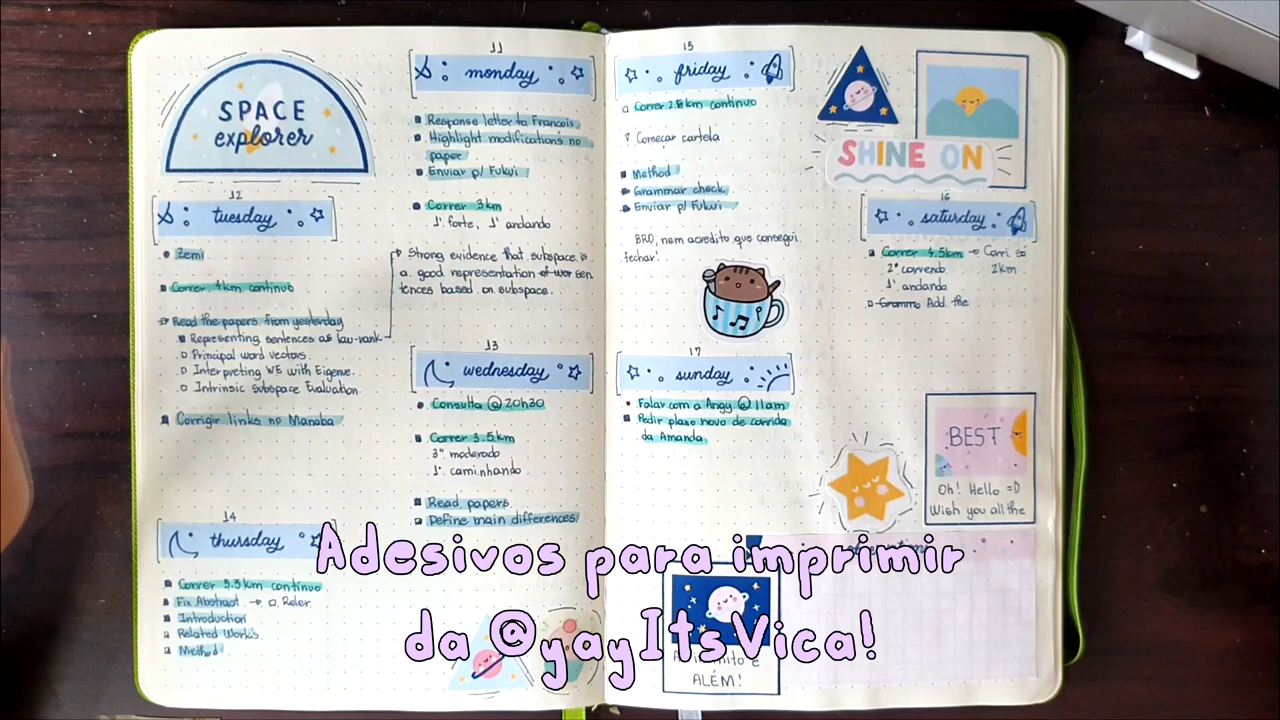 SPACE
explorer
11
monday
Response letter to Francois.
Highlight modifications no
paper
Enviar p/ Fukui
Correr 3km
1' forte, 1' andando
12
tuesday
Zemi
Correr 4km contínuo
Read the papers from yesterday
Representing sentences as low-rank
Principal word vectors.
Interpreting WE with Eigenve.
Intrinsic subspace Evaluation.
Corrigir links no Manaba
Strong evidence that subspace is
a good representation of wor sen
tences based on subspace.
13
wednesday
Consulta @ 20h30
Correr 3.5km
3' moderado
1' caminhando
Read papers
Define main differences
14
thursday
Correr 5.5km contínuo
Fix Abstract → Reler
Introduction
Related Works
Method
15
friday
Correr 2.8km contínuo
Começar cartela
Method
Grammar check
Enviar p/ Fukui
BRD, nem acredito que consegui
fechar!
SHINE ON
16
saturday
Correr 4.5km → Corri só
2km
2' correndo
1' andando
Grammo Add the
17
sunday
Falar com a Angy @ 11am
Pedir plano novo de corrida
da Amanda
BEST
Oh! Hello =D
Wish you all the
ALÉM!
Adesivos para imprimir
da @yayItsVica!